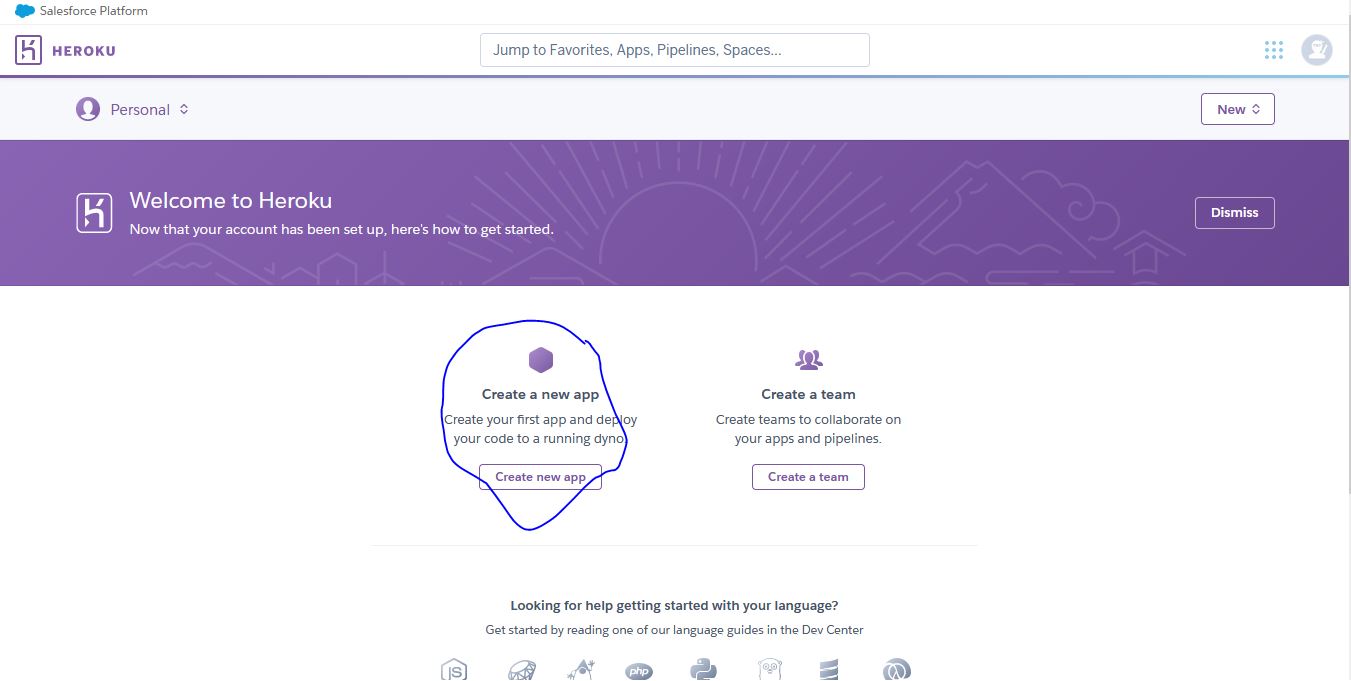 Salesforce Platform
HEROKU
Jump to Favorites, Apps, Pipelines, Spaces...
Personal
New
Welcome to Heroku
Now that your account has been set up, here's how to get started.
Dismiss
Create a new app
Create your first app and deploy
your code to a running dyno.
Create new app
Create a team
Create teams to collaborate on
your apps and pipelines.
Create a team
Looking for help getting started with your language?
Get started by reading one of our language guides in the Dev Center
JS
php